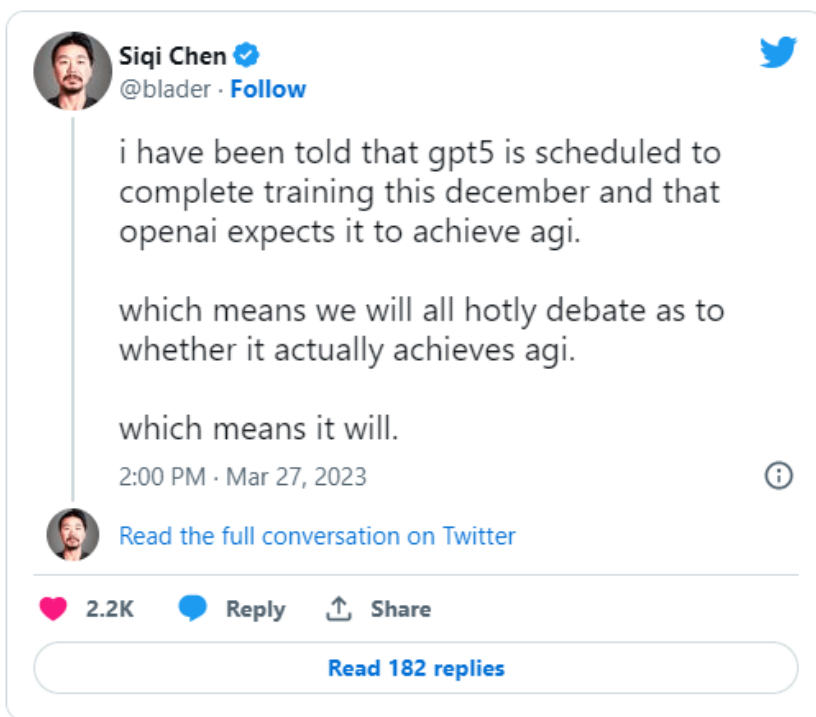 Siqi Chen
@blader · Follow
i have been told that gpt5 is scheduled to
complete training this december and that
openai expects it to achieve agi.
which means we will all hotly debate as to
whether it actually achieves agi.
which means it will.
2:00 PM · Mar 27, 2023
Read the full conversation on Twitter
2.2K Reply Share
Read 182 replies